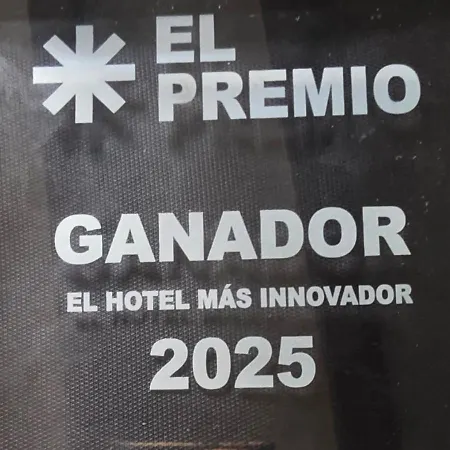 EL
PREMIO
GANADOR
EL HOTEL MÁS INNOVADOR
2025